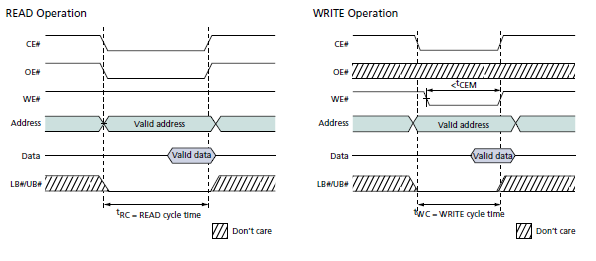 READ Operation
CE#
OE#
WE#
Address
Valid address
Data
Valid data
LB#/UB#
tRC = READ cycle time
Don't care
WRITE Operation
CE#
OE#
<tCEM
WE#
Address
Valid address
Data
Valid data
LB#/UB#
tWC = WRITE cycle time
Don't care